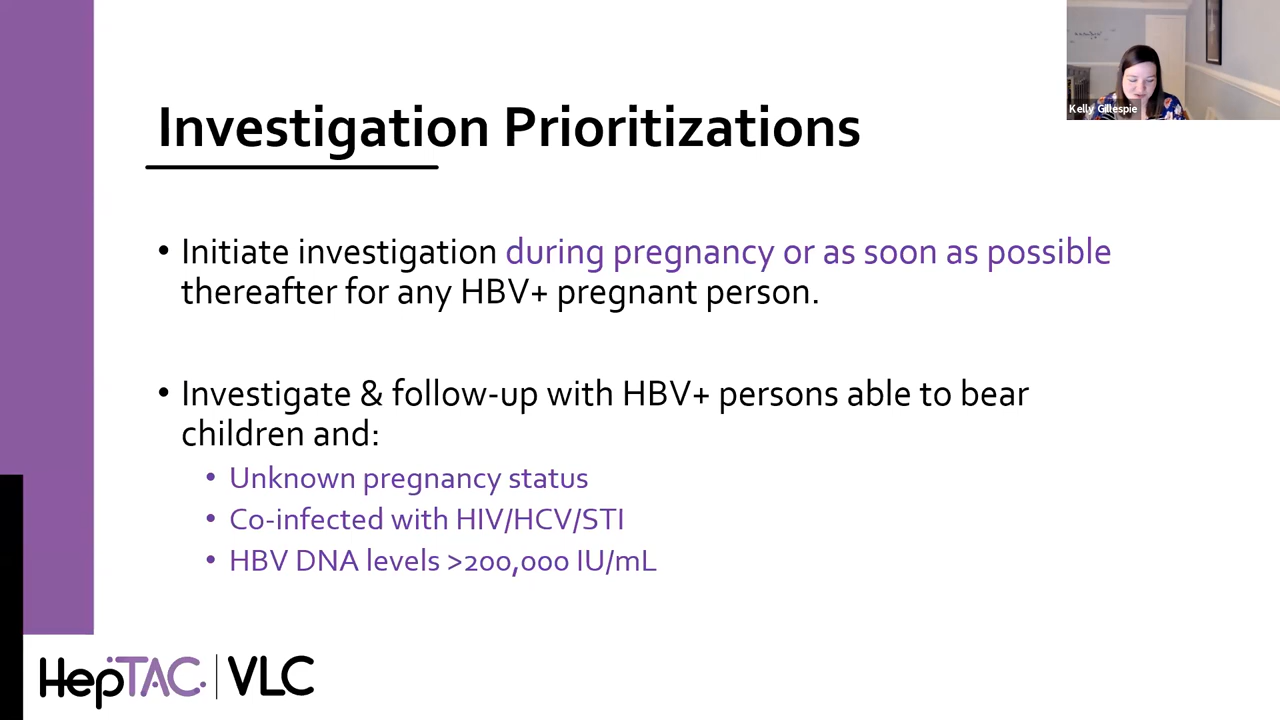 Kelly Gillespie
Investigation Prioritizations
• Initiate investigation during pregnancy or as soon as possible
thereafter for any HBV+ pregnant person.
• Investigate & follow-up with HBV+ persons able to bear
children and:
• Unknown pregnancy status
• Co-infected with HIV/HCV/STI
• HBV DNA levels >200,000 IU/mL
HepTAC | VLC